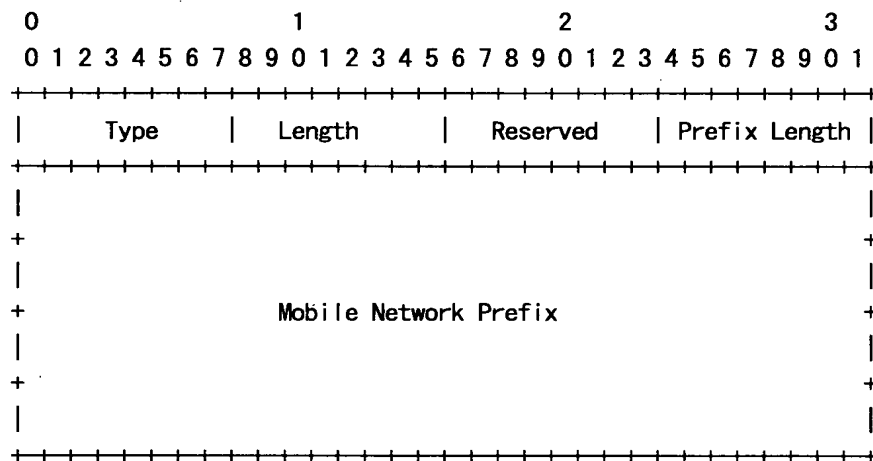 0 1 2 3
0 1 2 3 4 5 6 7 8 9 0 1 2 3 4 5 6 7 8 9 0 1 2 3 4 5 6 7 8 9 0 1
+-+-+-+-+-+-+-+-+-+-+-+-+-+-+-+-+-+-+-+-+-+-+-+-+-+-+-+-+-+-+-+-+
| Type | Length | Reserved | Prefix Length |
+-+-+-+-+-+-+-+-+-+-+-+-+-+-+-+-+-+-+-+-+-+-+-+-+-+-+-+-+-+-+-+-+
| |
+ +
| |
+ Mobile Network Prefix +
| |
+ +
| |
+-+-+-+-+-+-+-+-+-+-+-+-+-+-+-+-+-+-+-+-+-+-+-+-+-+-+-+-+-+-+-+-+